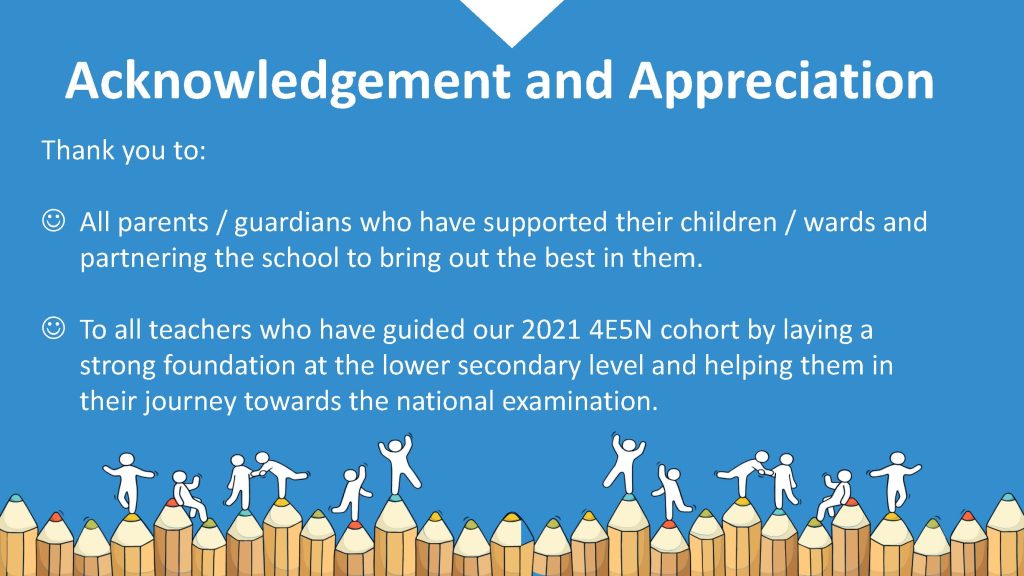 Acknowledgement and Appreciation
Thank you to:
☺ All parents / guardians who have supported their children / wards and
partnering the school to bring out the best in them.
☺ To all teachers who have guided our 2021 4E5N cohort by laying a
strong foundation at the lower secondary level and helping them in
their journey towards the national examination.